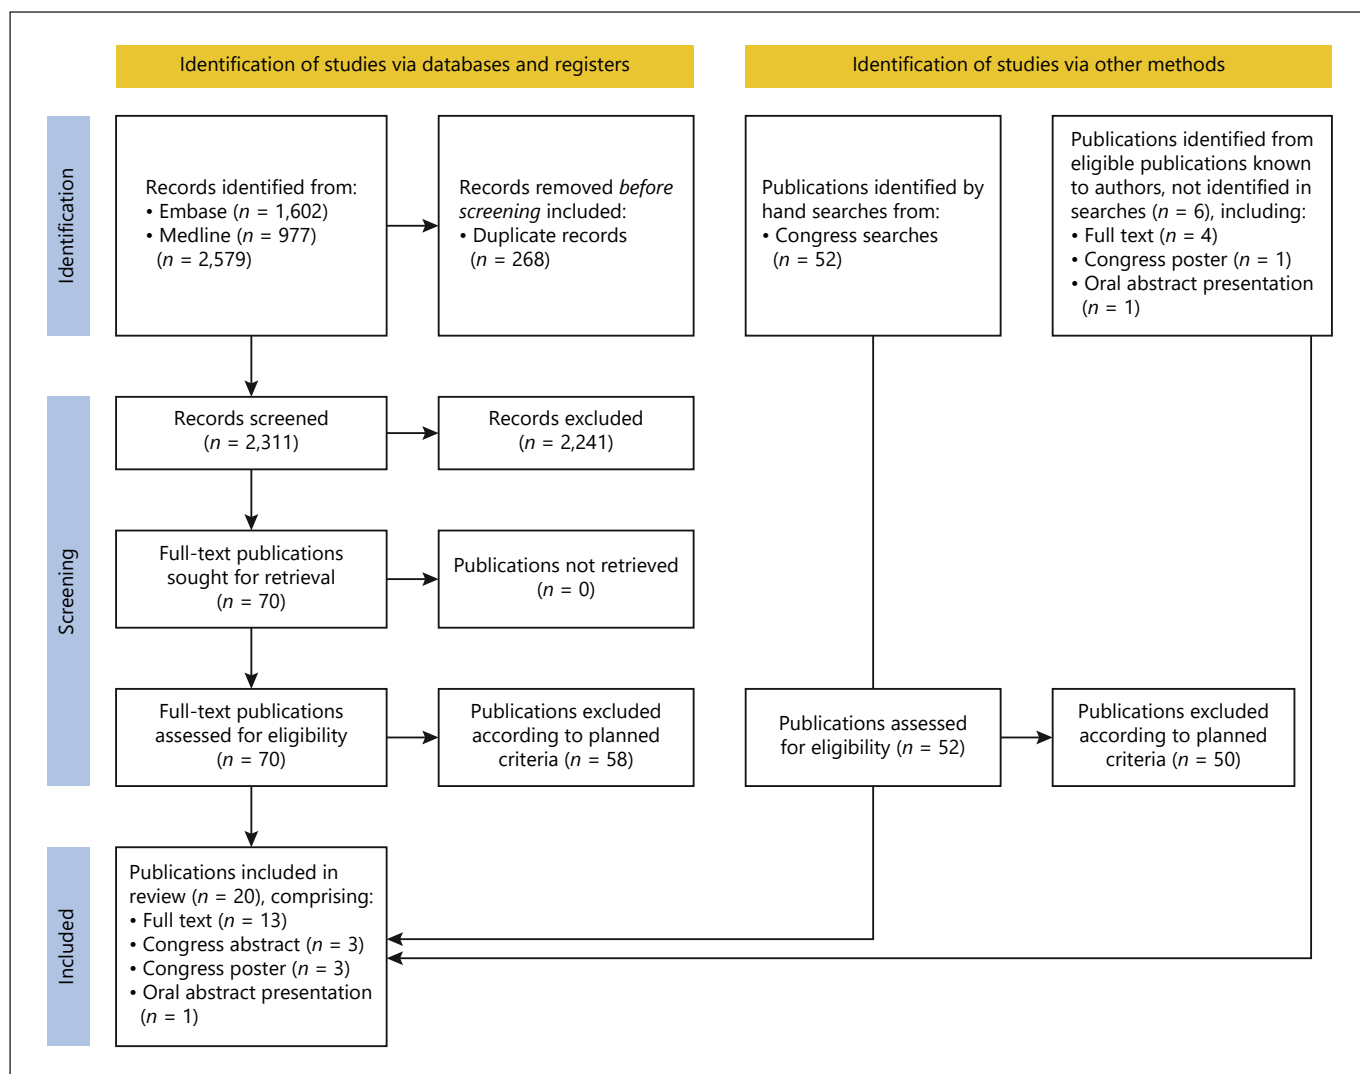 Identification of studies via databases and registers
Identification of studies via other methods
Identification
Records identified from:
• Embase (n = 1,602)
• Medline (n = 977)
(n = 2,579)
Records removed before
screening included:
• Duplicate records
(n = 268)
Publications identified by
hand searches from:
• Congress searches
(n = 52)
Publications identified from
eligible publications known
to authors, not identified in
searches (n = 6), including:
• Full text (n = 4)
• Congress poster (n = 1)
• Oral abstract presentation
(n = 1)
Screening
Records screened
(n = 2,311)
Records excluded
(n = 2,241)
Full-text publications
sought for retrieval
(n = 70)
Publications not retrieved
(n = 0)
Full-text publications
assessed for eligibility
(n = 70)
Publications excluded
according to planned
criteria (n = 58)
Publications assessed
for eligibility (n = 52)
Publications excluded
according to planned
criteria (n = 50)
Included
Publications included in
review (n = 20), comprising:
• Full text (n = 13)
• Congress abstract (n = 3)
• Congress poster (n = 3)
• Oral abstract presentation
(n = 1)